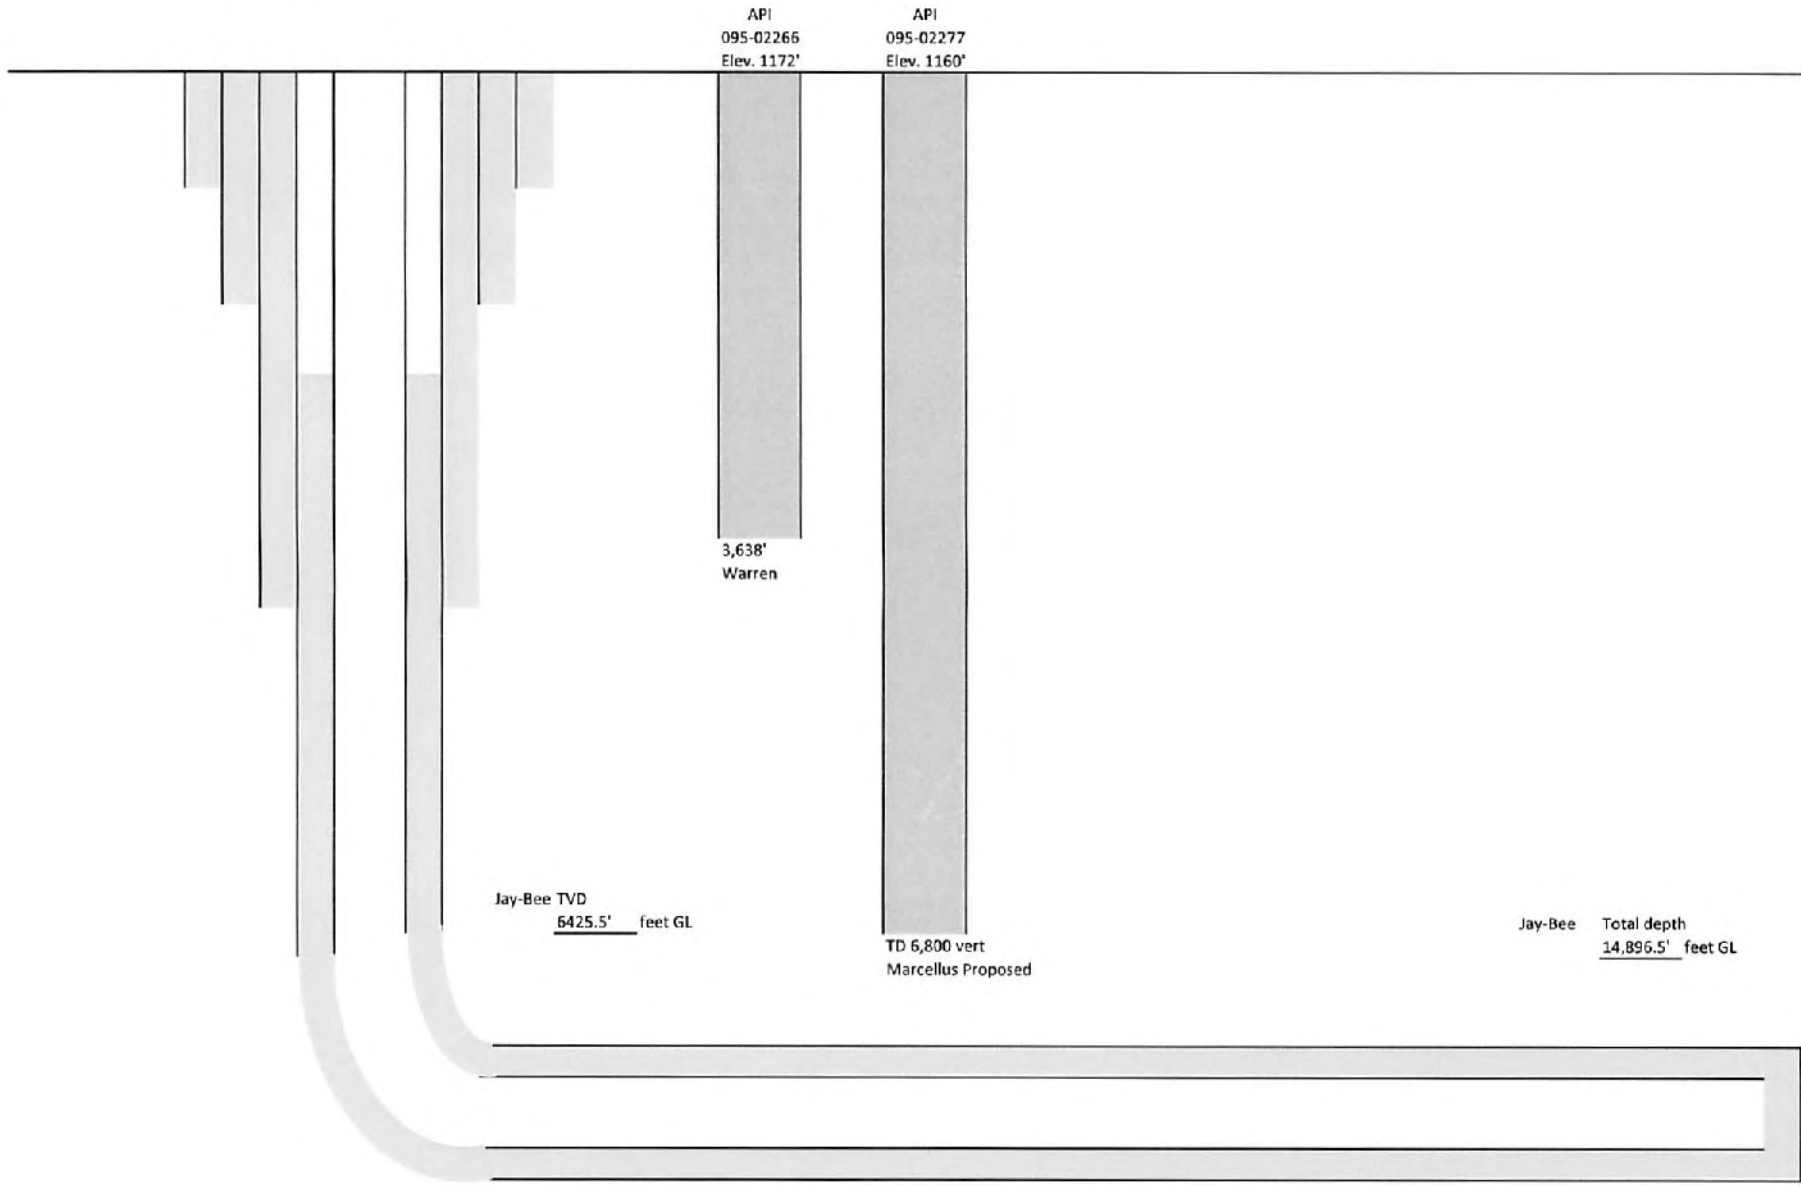 API
095-02266
Elev. 1172'
API
095-02277
Elev. 1160'
3,638'
Warren
Jay-Bee TVD
6425.5' feet GL
TD 6,800 vert
Marcellus Proposed
Jay-Bee Total depth
14,896.5' feet GL